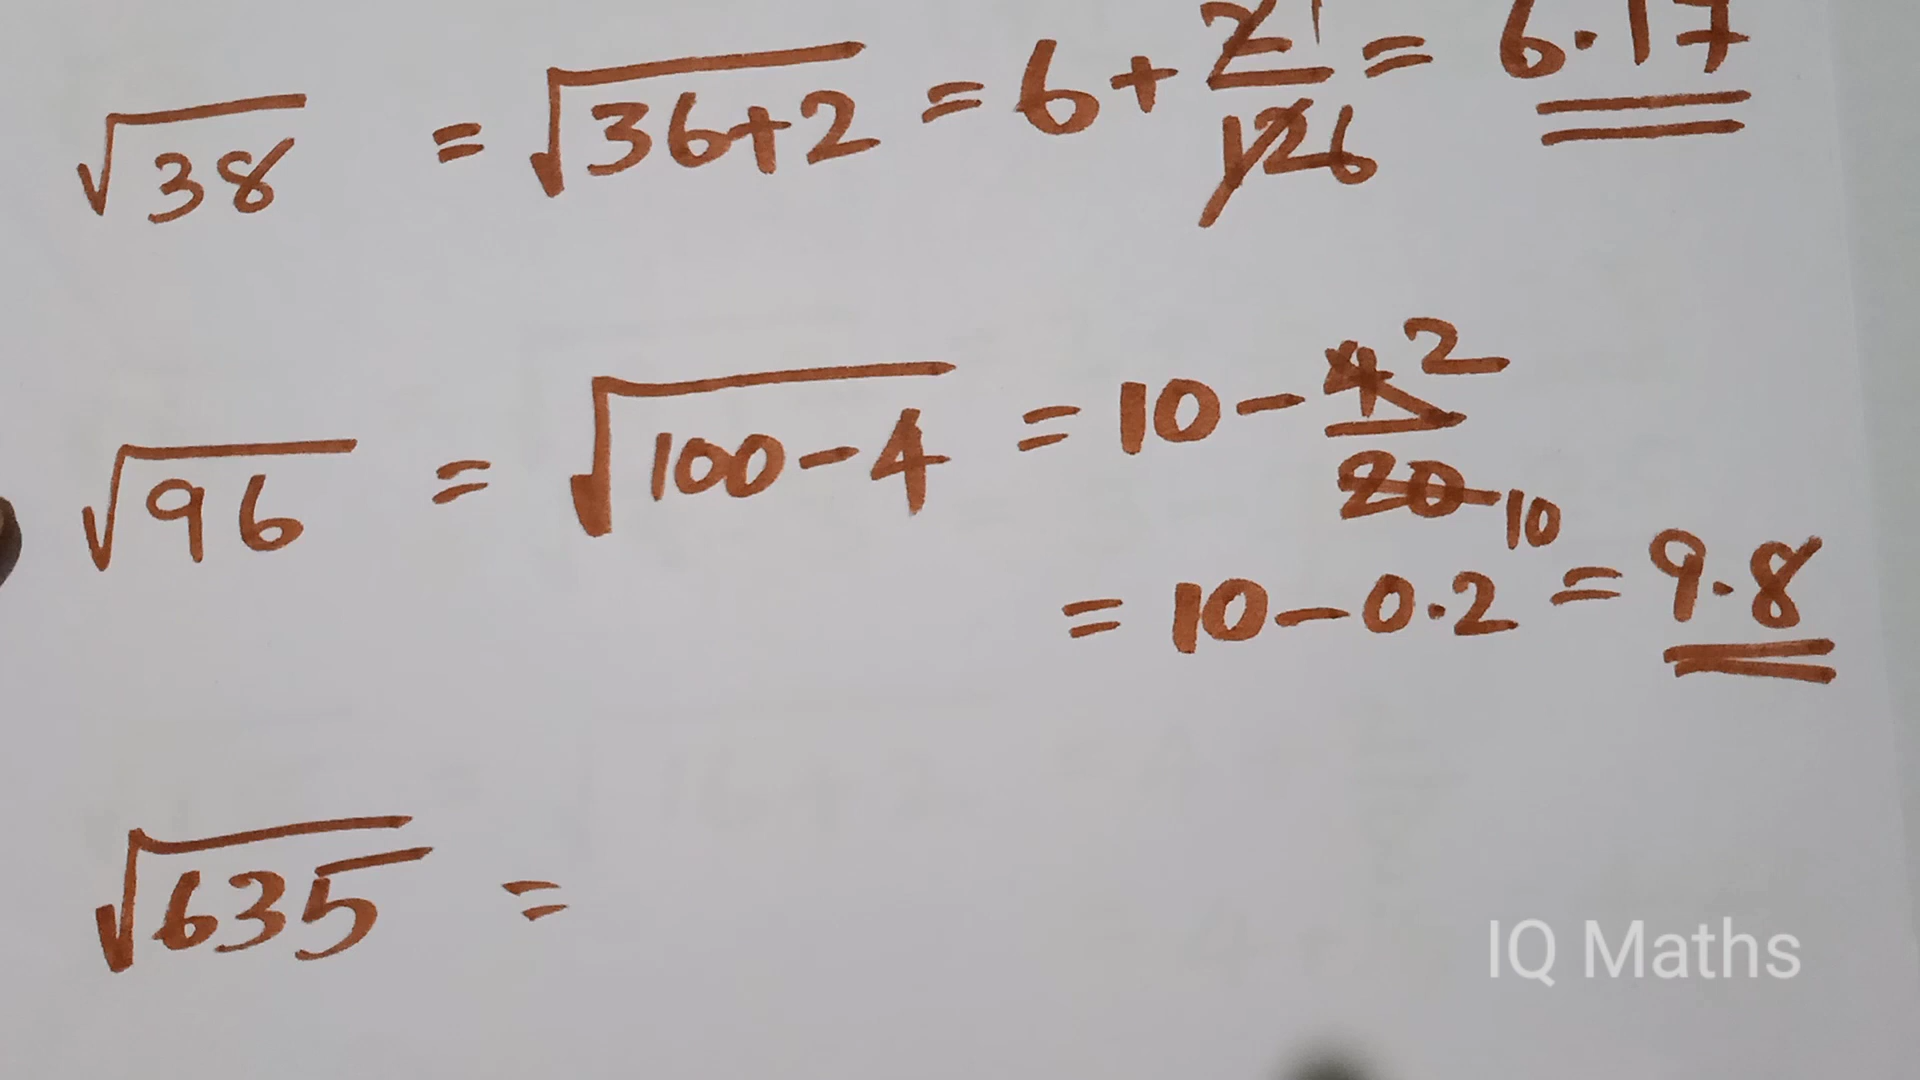 √38 = √36+2 = 6 + 2 1/12 6 = 6.17
√96 = √100-4 = 10 - 4 2/20 10
= 10 - 0.2 = 9.8
√635 =
IQ Maths